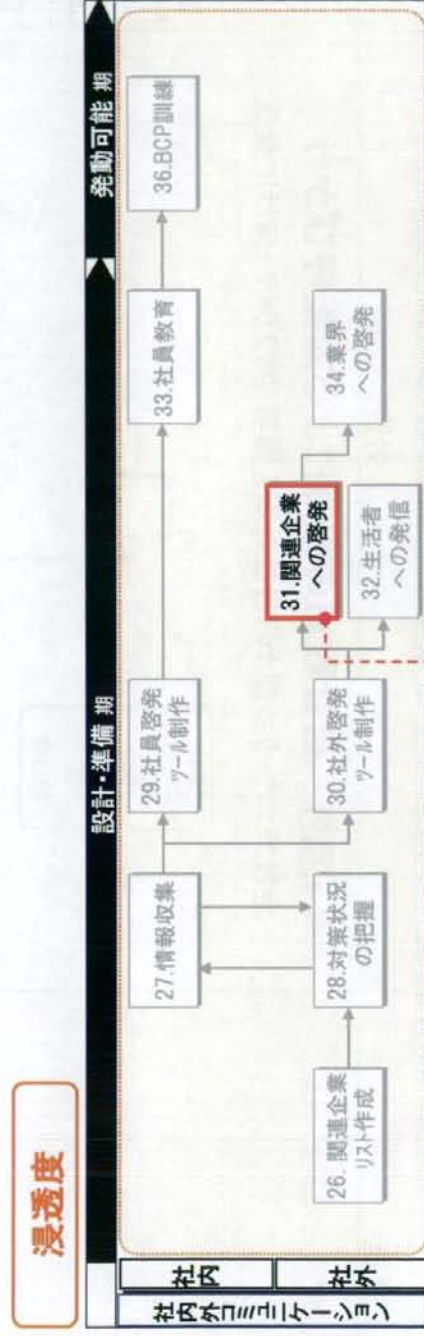 浸透度
設計・準備 期
発動可能 期
社内外コミュニケーション
社内
社外
27.情報収集
29.社員啓発
ツール制作
33.社員教育
36.BCP訓練
26. 関連企業
リスト作成
28.対策状況
の把握
30.社外啓発
ツール制作
31.関連企業
への啓発
32.生活者
への発信
34.業界
への啓発